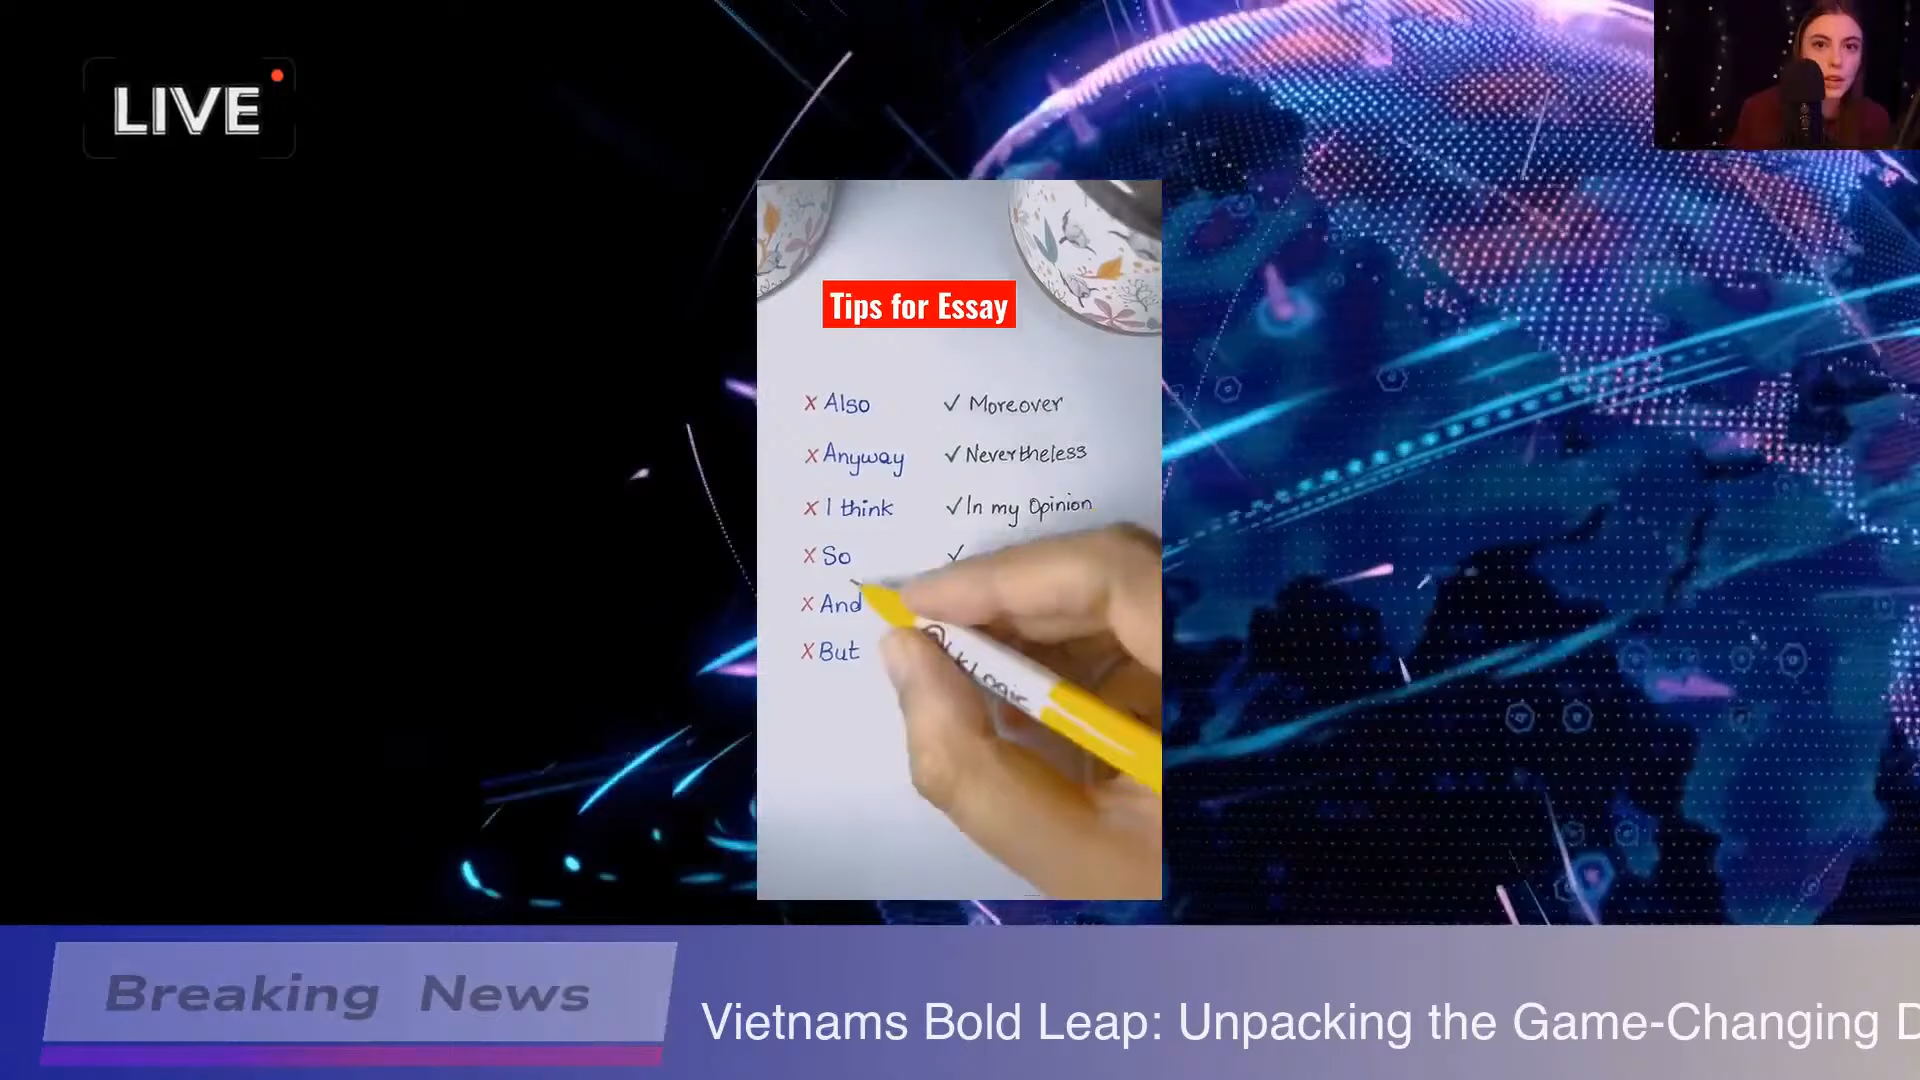 LIVE
Tips for Essay
X Also ✓ Moreover
X Anyway ✓ Nevertheless
X I think ✓ In my Opinion
X So ✓
X And
X But
Breaking News
Vietnams Bold Leap: Unpacking the Game-Changing D